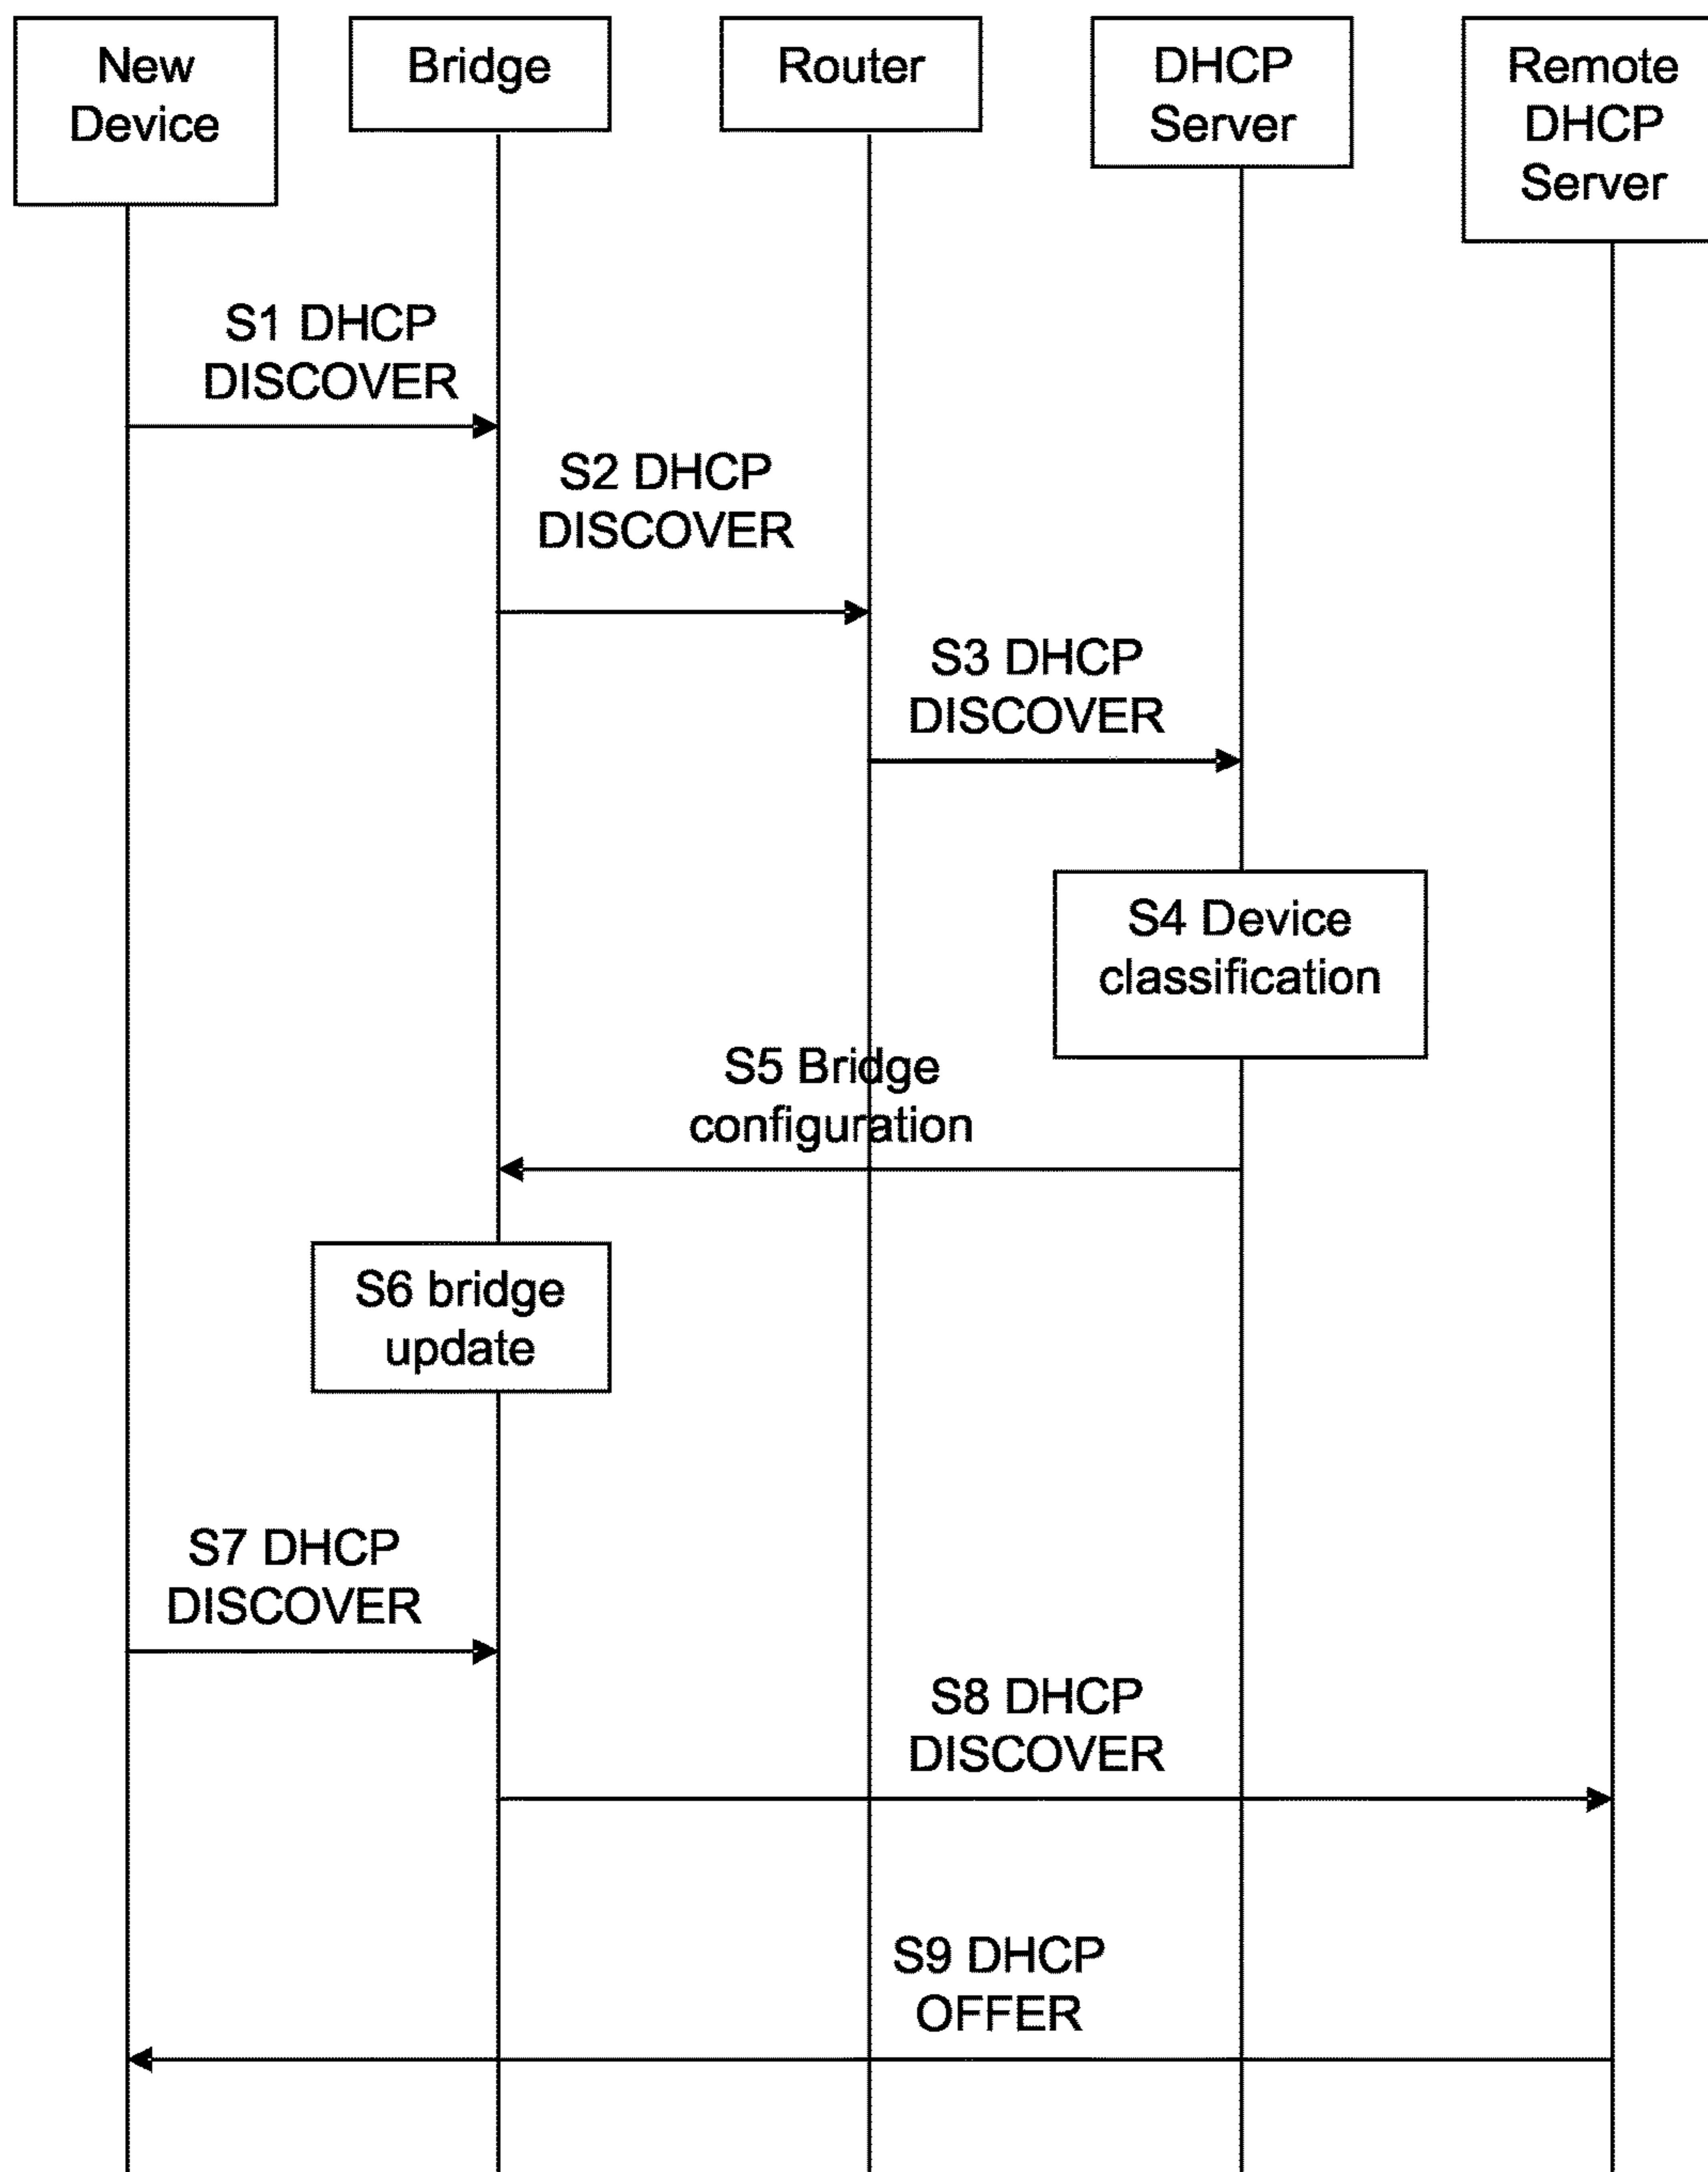 New
Device
Bridge
Router
DHCP
Server
Remote
DHCP
Server
S1 DHCP
DISCOVER
S2 DHCP
DISCOVER
S3 DHCP
DISCOVER
S4 Device
classification
S5 Bridge
configuration
S6 bridge
update
S7 DHCP
DISCOVER
S8 DHCP
DISCOVER
S9 DHCP
OFFER